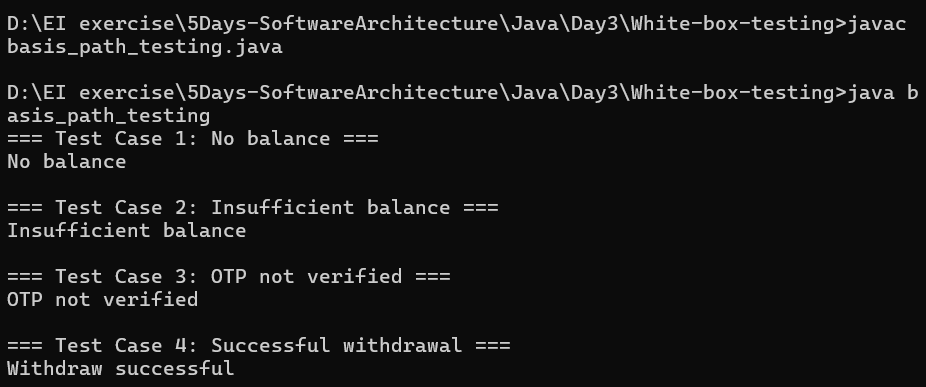 D:\EI exercise\5Days-SoftwareArchitecture\Java\Day3\White-box-testing>javac
basis_path_testing.java
D:\EI exercise\5Days-SoftwareArchitecture\Java\Day3\White-box-testing>java b
asis_path_testing
=== Test Case 1: No balance ===
No balance
=== Test Case 2: Insufficient balance ===
Insufficient balance
=== Test Case 3: OTP not verified ===
OTP not verified
=== Test Case 4: Successful withdrawal ===
Withdraw successful